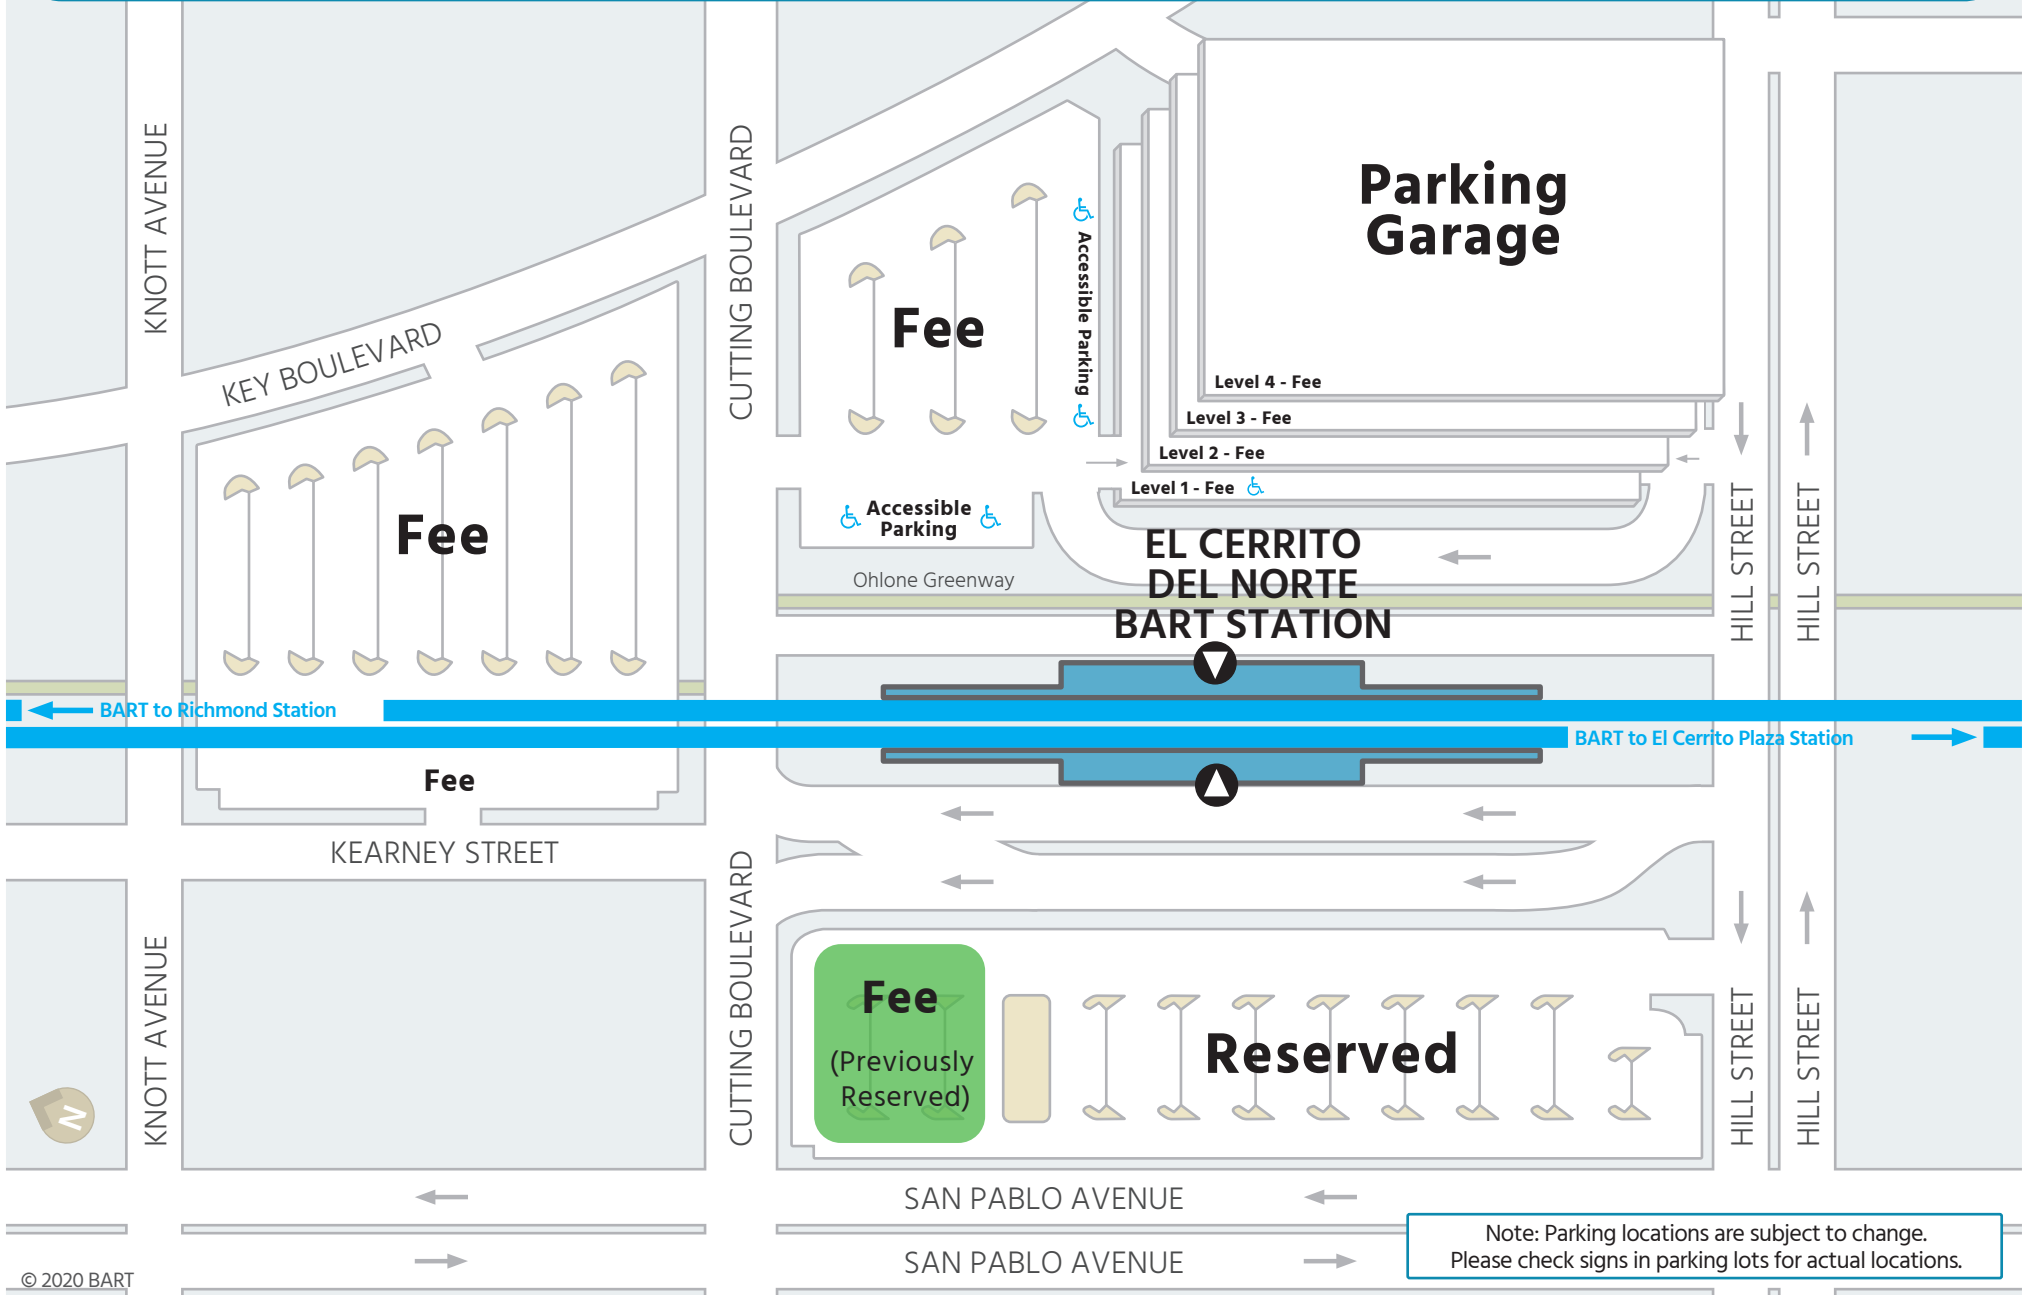 KNOTT AVENUE
CUTTING BOULEVARD
KEY BOULEVARD
Parking
Garage
Fee
Accessible Parking
Level 4 - Fee
Level 3 - Fee
Level 2 - Fee
Level 1 - Fee
Fee
Accessible
Parking
Ohlone Greenway
EL CERRITO
DEL NORTE
BART STATION
HILL STREET
HILL STREET
BART to Richmond Station
BART to El Cerrito Plaza Station
Fee
KEARNEY STREET
KNOTT AVENUE
CUTTING BOULEVARD
Fee
(Previously
Reserved)
Reserved
HILL STREET
HILL STREET
N
SAN PABLO AVENUE
SAN PABLO AVENUE
Note: Parking locations are subject to change.
Please check signs in parking lots for actual locations.
© 2020 BART